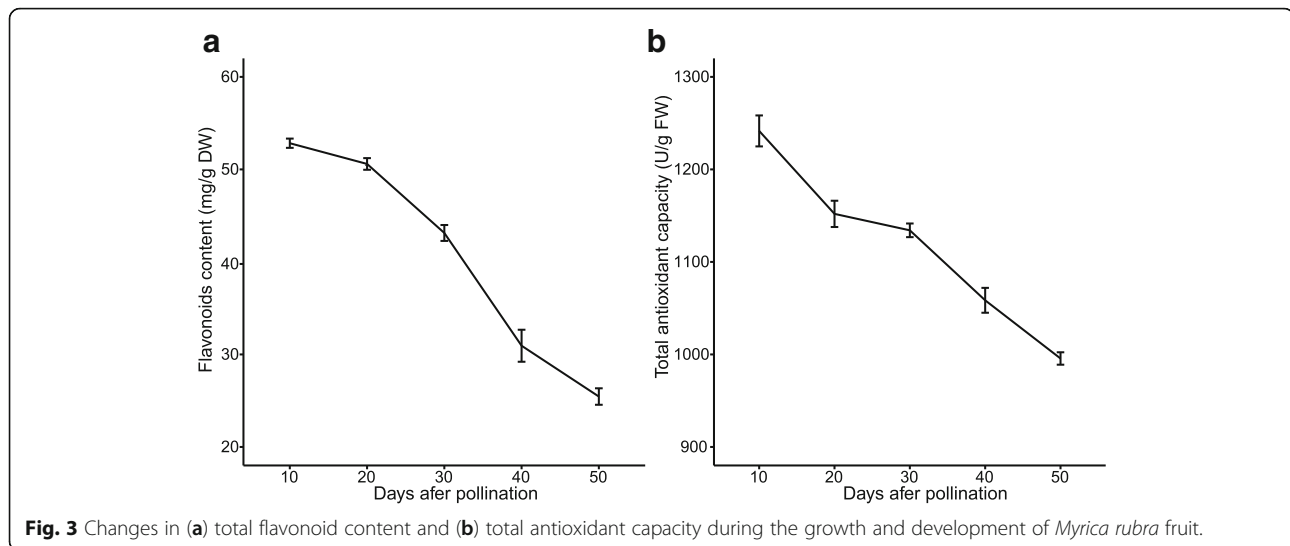 a
60
50
40
30
20
Flavonoids content (mg/g DW)
10 20 30 40 50
Days afer pollination
b
1300
1200
1100
1000
900
Total antioxidant capacity (U/g FW)
10 20 30 40 50
Days afer pollination
Fig. 3 Changes in (a) total flavonoid content and (b) total antioxidant capacity during the growth and development of Myrica rubra fruit.